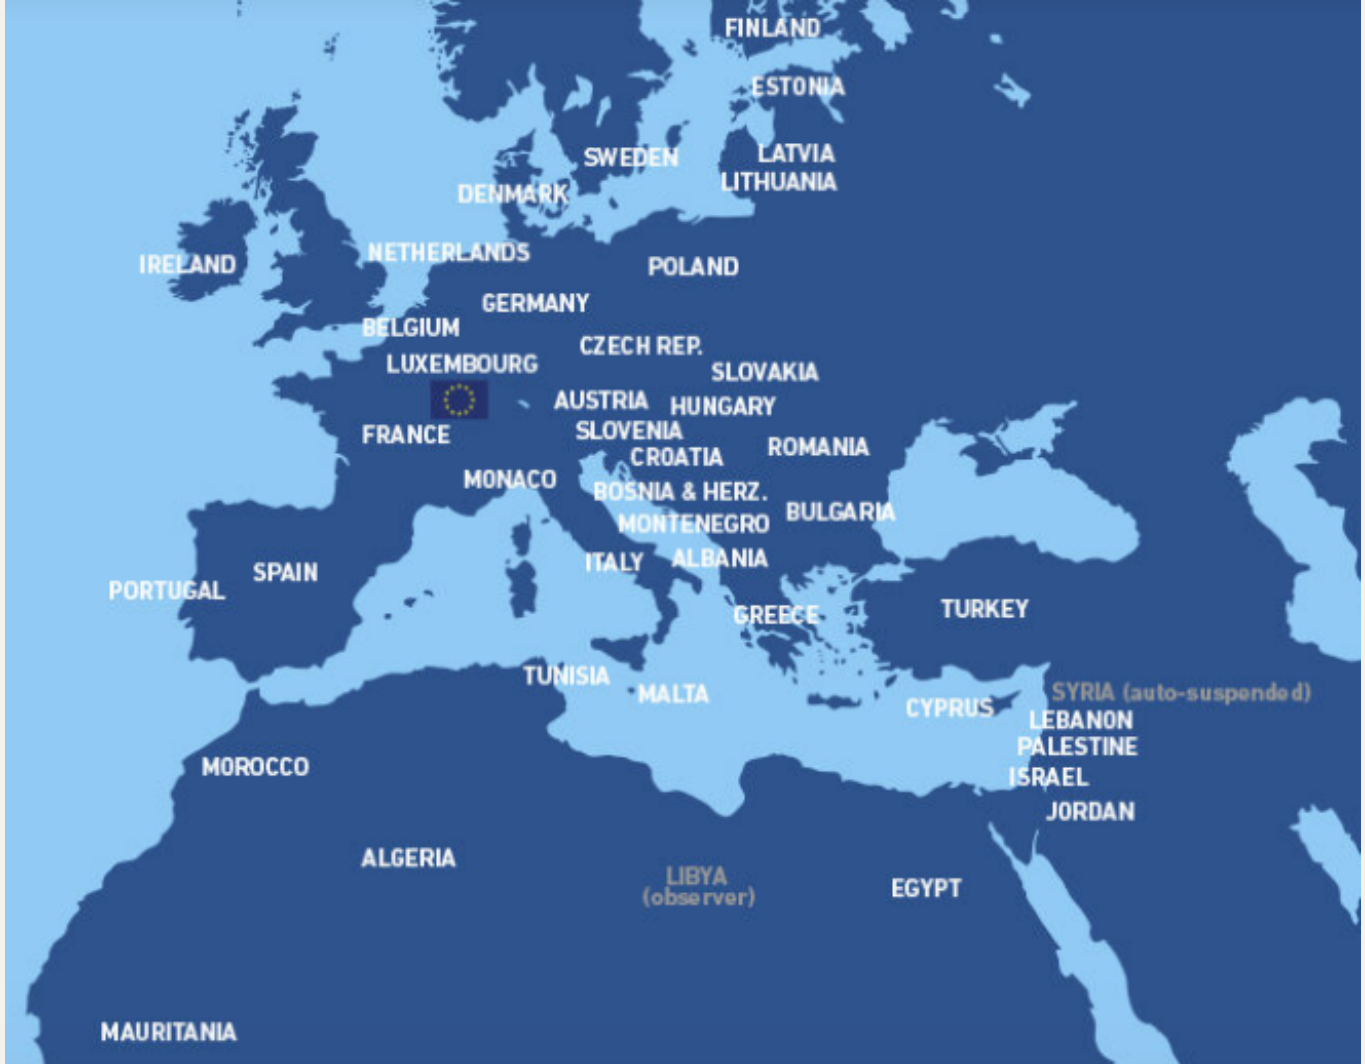 FINLAND
ESTONIA
LATVIA
SWEDEN
LITHUANIA
DENMARK
NETHERLANDS
IRELAND
POLAND
GERMANY
BELGIUM
CZECH REP.
LUXEMBOURG
SLOVAKIA
AUSTRIA
HUNGARY
FRANCE
SLOVENIA
ROMANIA
CROATIA
MONACO
BOSNIA & HERZ.
BULGARIA
MONTENEGRO
ITALY
ALBANIA
SPAIN
PORTUGAL
GREECE
TURKEY
TUNISIA
MALTA
SYRIA (auto-suspended)
CYPRUS
LEBANON
PALESTINE
MOROCCO
ISRAEL
JORDAN
ALGERIA
LIBYA
(observer)
EGYPT
MAURITANIA